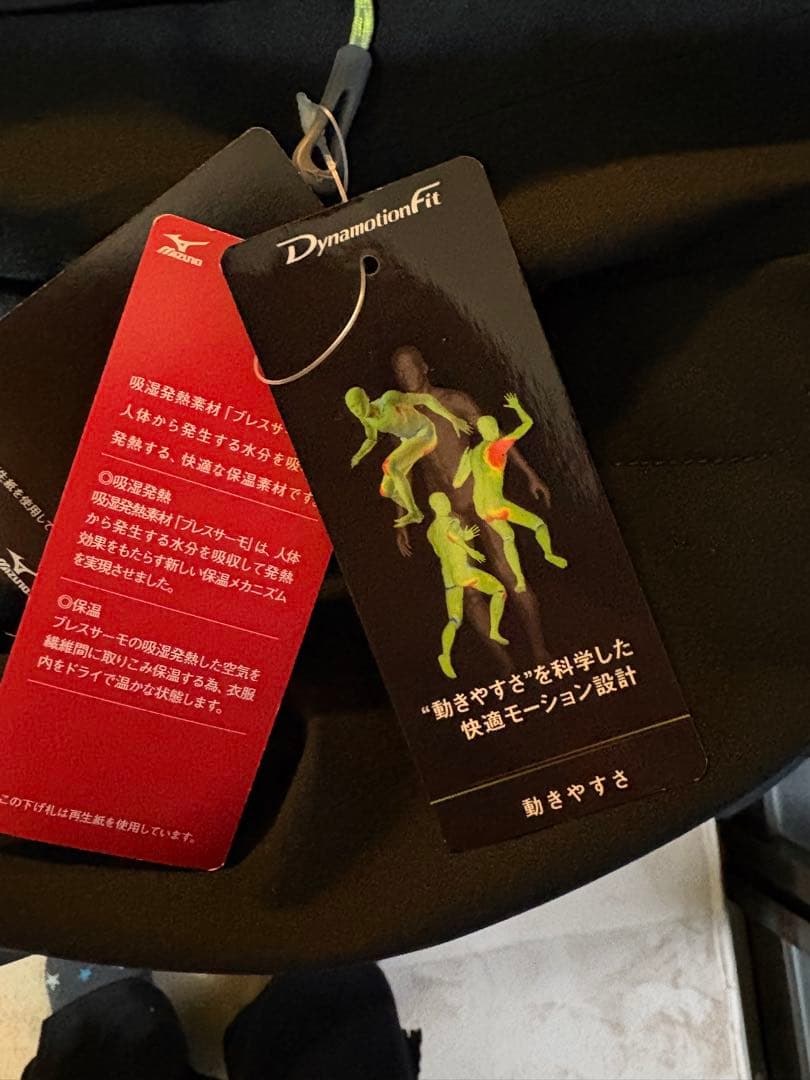 MIZUNO
吸湿発熱素材「ブレスサー
人体から発生する水分を吸
発熱する、快適な保温素材です。
◎吸湿発熱
吸湿発熱素材「ブレスサーモ」は、人体
から発生する水分を吸収して発熱
効果をもたらす新しい保温メカニズム
を実現させました。
◎保温
ブレスサーモの吸湿発熱した空気を
繊維間に取りこみ保温する為、衣服
内をドライで温かな状態します。
この下げ札は再生紙を使用しています。
DynamotionFit
“動きやすさ”を科学した
快適モーション設計
動きやすさ
生紙を使用して
MIZUNO